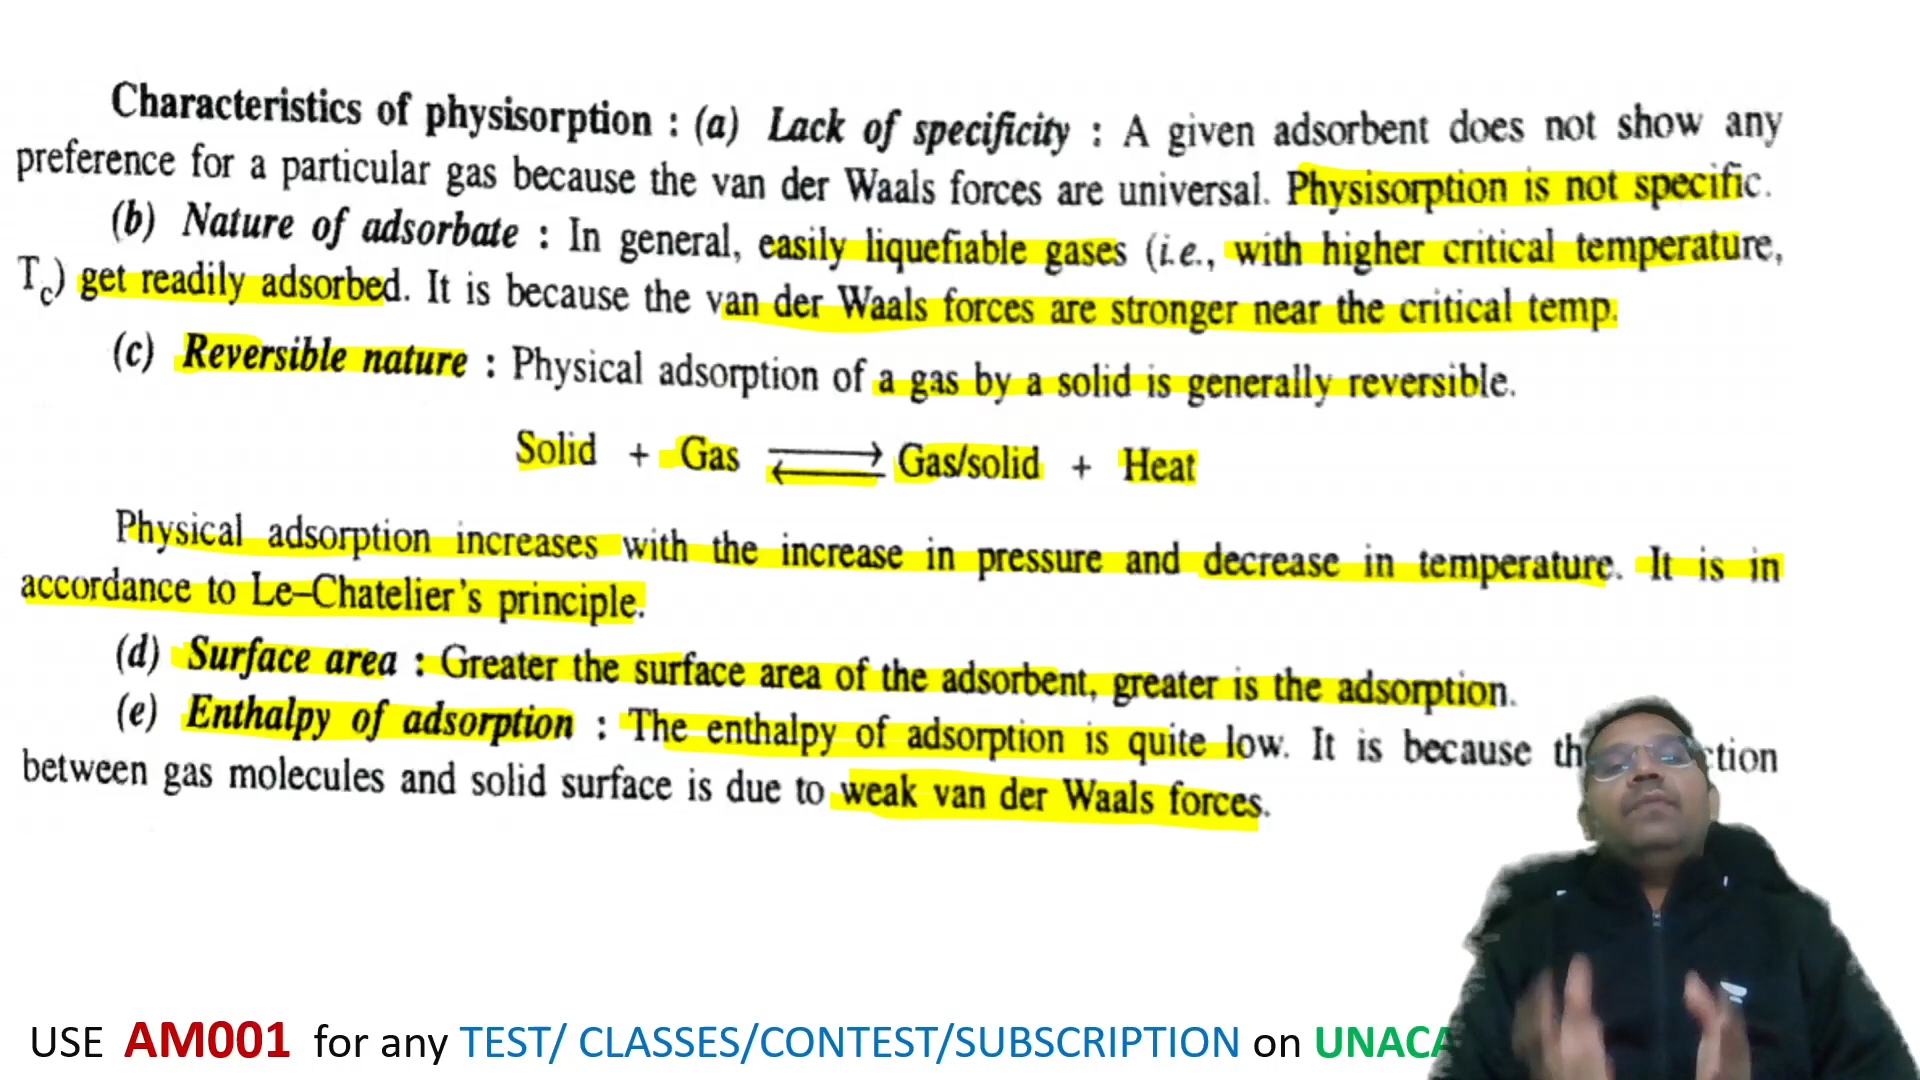 Characteristics of physisorption : (a) Lack of specificity : A given adsorbent does not show any
preference for a particular gas because the van der Waals forces are universal. Physisorption is not specific.
(b) Nature of adsorbate : In general, easily liquefiable gases (i.e., with higher critical temperature,
Tc) get readily adsorbed. It is because the van der Waals forces are stronger near the critical temp.
(c) Reversible nature : Physical adsorption of a gas by a solid is generally reversible.
Solid + Gas ⇌ Gas/solid + Heat
Physical adsorption increases with the increase in pressure and decrease in temperature. It is in
accordance to Le–Chatelier's principle.
(d) Surface area : Greater the surface area of the adsorbent, greater is the adsorption.
(e) Enthalpy of adsorption : The enthalpy of adsorption is quite low. It is because
between gas molecules and solid surface is due to weak van der Waals forces.
USE AM001 for any TEST/ CLASSES/CONTEST/SUBSCRIPTION on